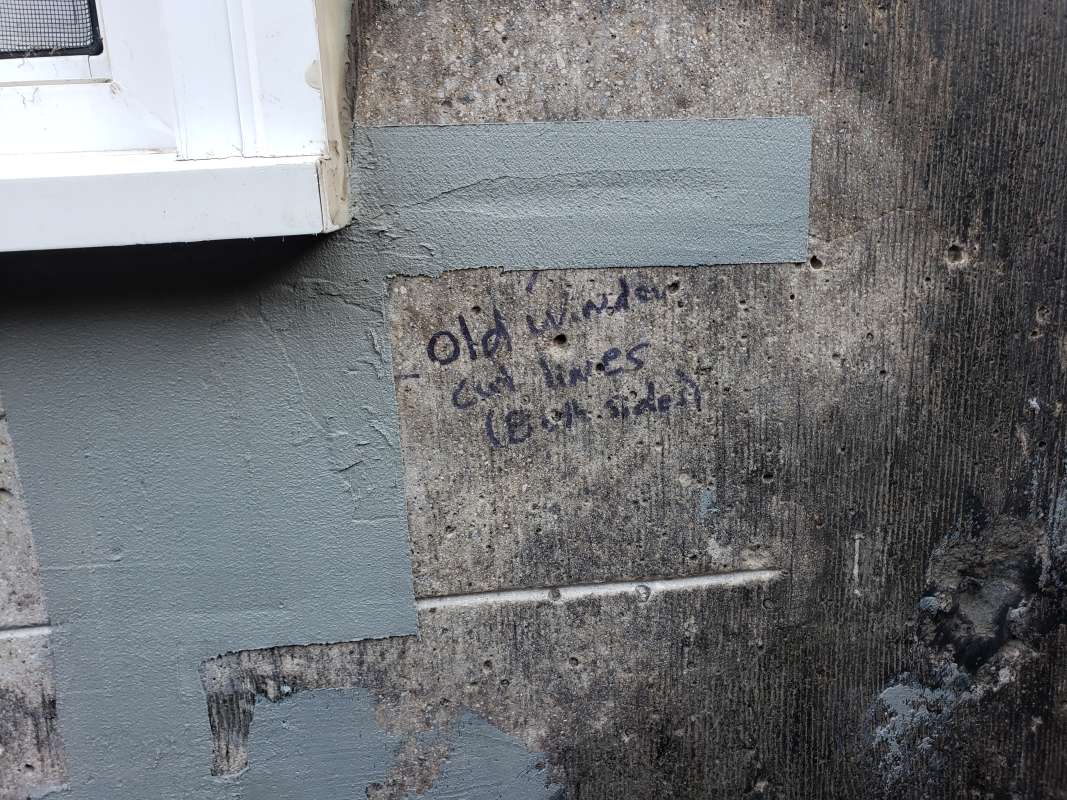 Old window
cut lines
(Both sides)